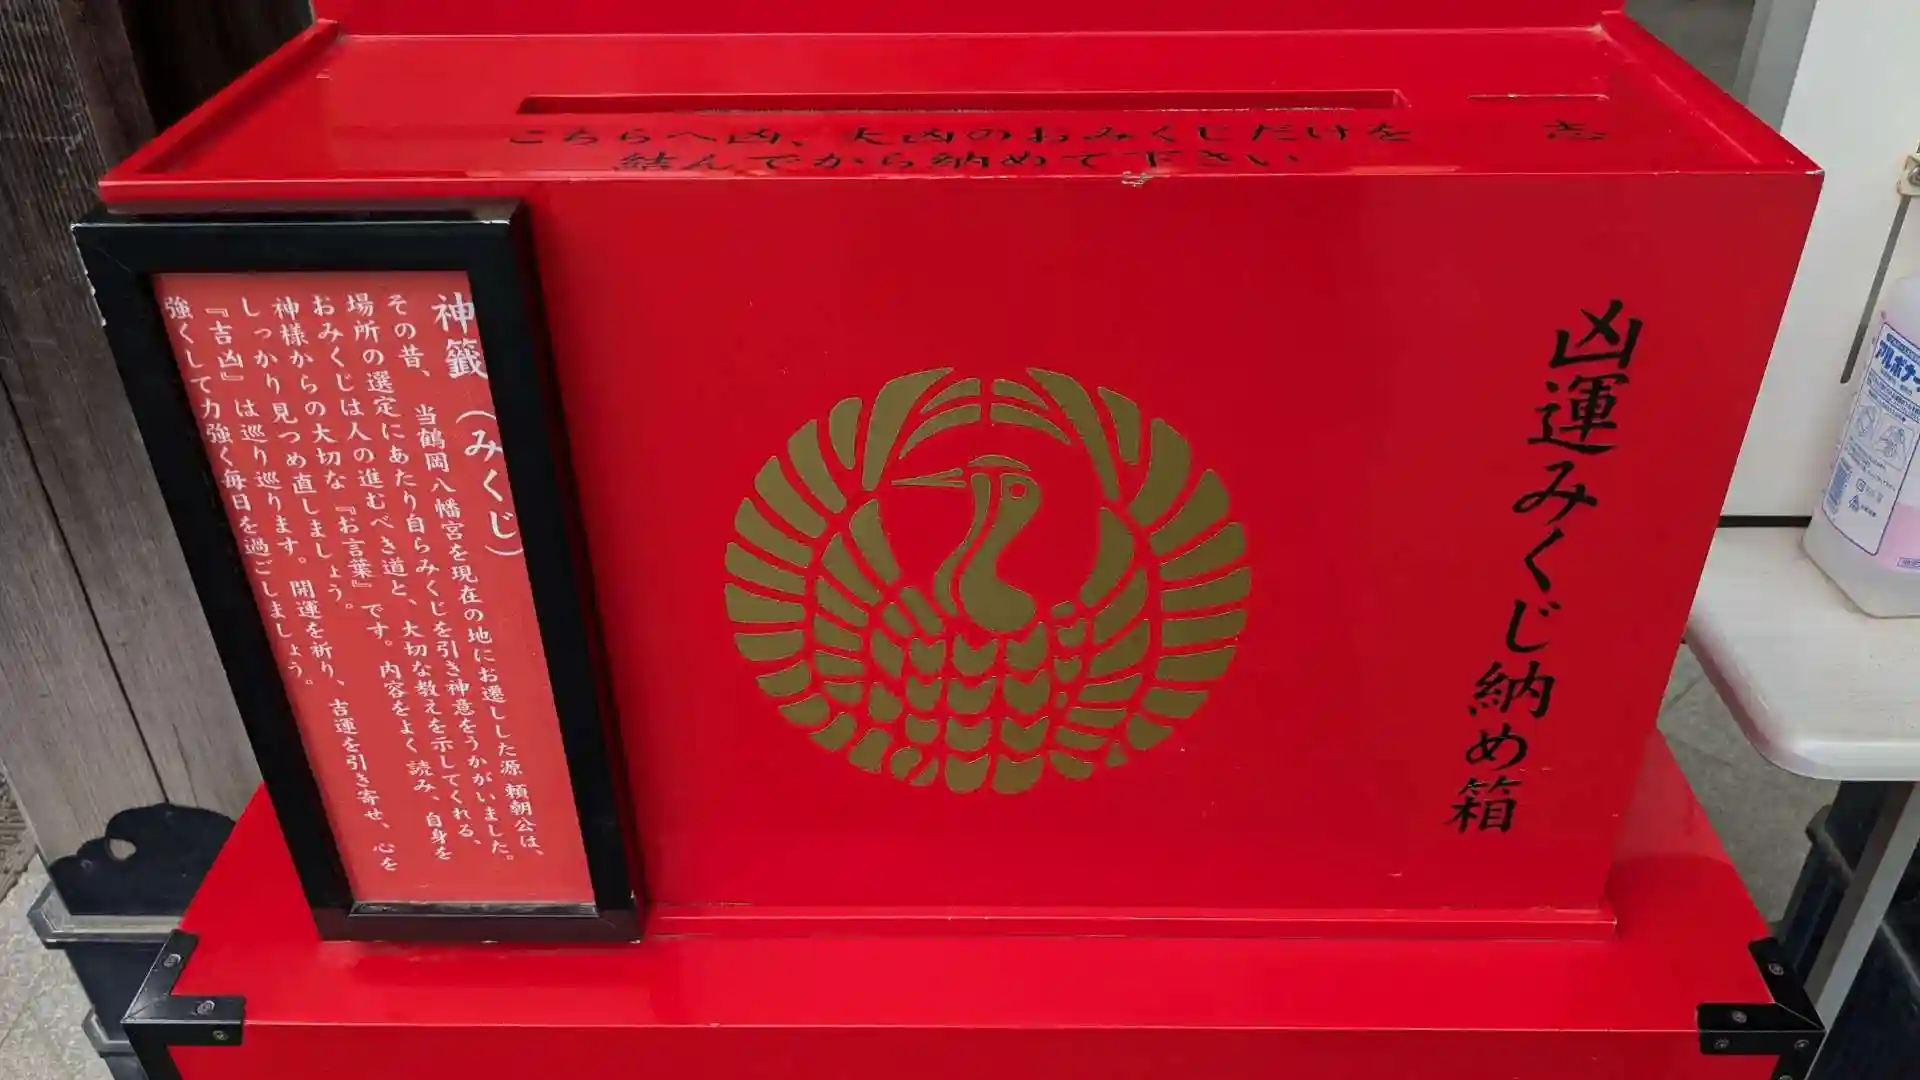 こちらへ凶、大凶のおみくじだけを
結んでから納めて下さい
志
凶運みくじ納め箱
神籤(みくじ)
その昔、当鶴岡八幡宮を現在の地にお遷しした源頼朝公は、
場所の選定にあたり自らみくじを引き神意をうかがいました。
おみくじは人の進むべき道と、大切な教えを示してくれる、
神様からの大切な『お言葉』です。内容をよく読み、自身を
しっかり見つめ直しましょう。
『吉凶』は巡り巡ります。開運を祈り、吉運を引き寄せ、心を
強くして力強く毎日を過ごしましょう。